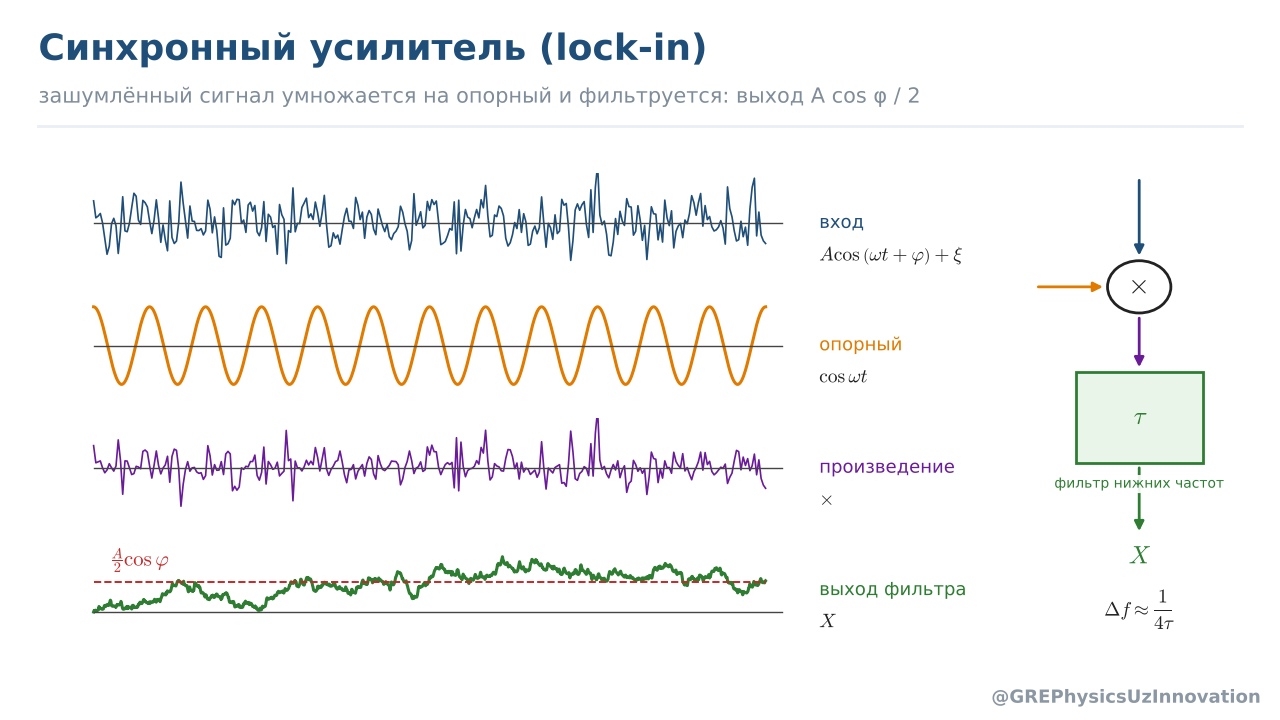 Синхронный усилитель (lock-in)
зашумлённый сигнал умножается на опорный и фильтруется: выход A cos φ / 2
вход
A cos (ωt + φ) + ξ
×
опорный
cos ωt
τ
произведение
×
фильтр нижних частот
A/2 cos φ
X
выход фильтра
X
Δf ≈ 1/4τ
@GREPhysicsUzInnovation